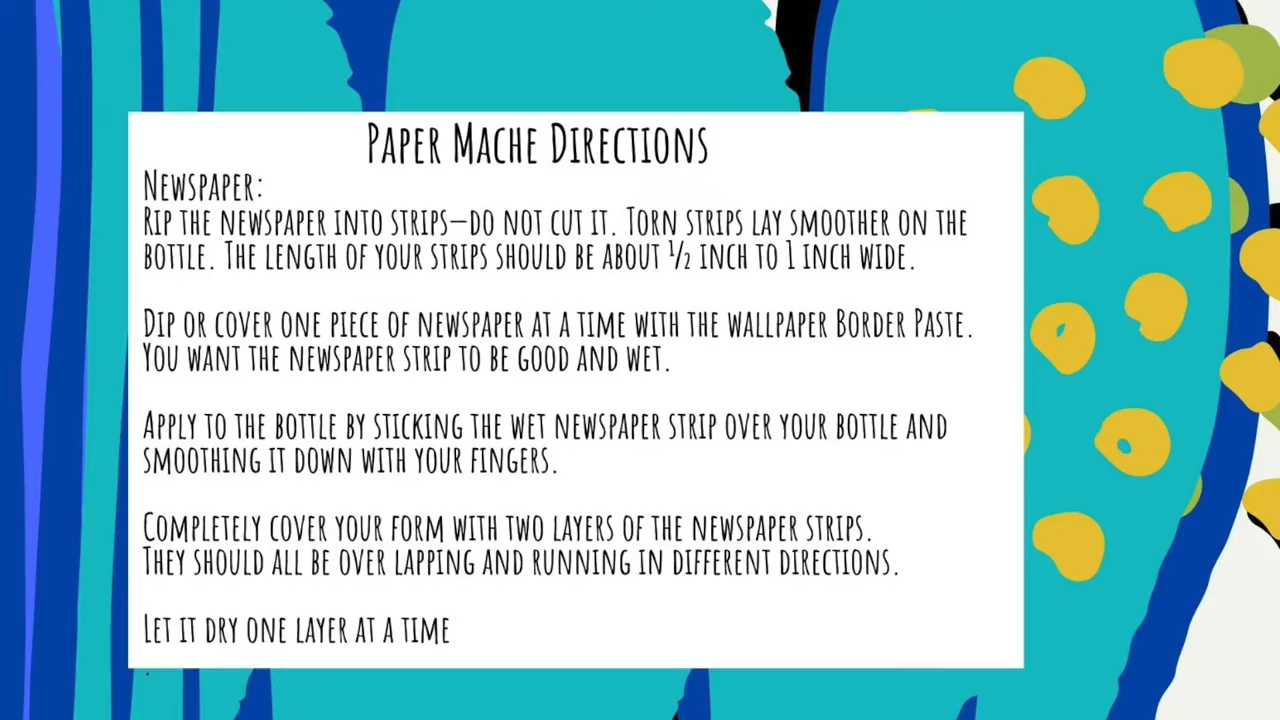 Paper Mache Directions
Newspaper:
Rip the newspaper into strips—do not cut it. Torn strips lay smoother on the
bottle. The length of your strips should be about ½ inch to 1 inch wide.
Dip or cover one piece of newspaper at a time with the wallpaper Border Paste.
You want the newspaper strip to be good and wet.
Apply to the bottle by sticking the wet newspaper strip over your bottle and
smoothing it down with your fingers.
Completely cover your form with two layers of the newspaper strips.
They should all be over lapping and running in different directions.
Let it dry one layer at a time
.